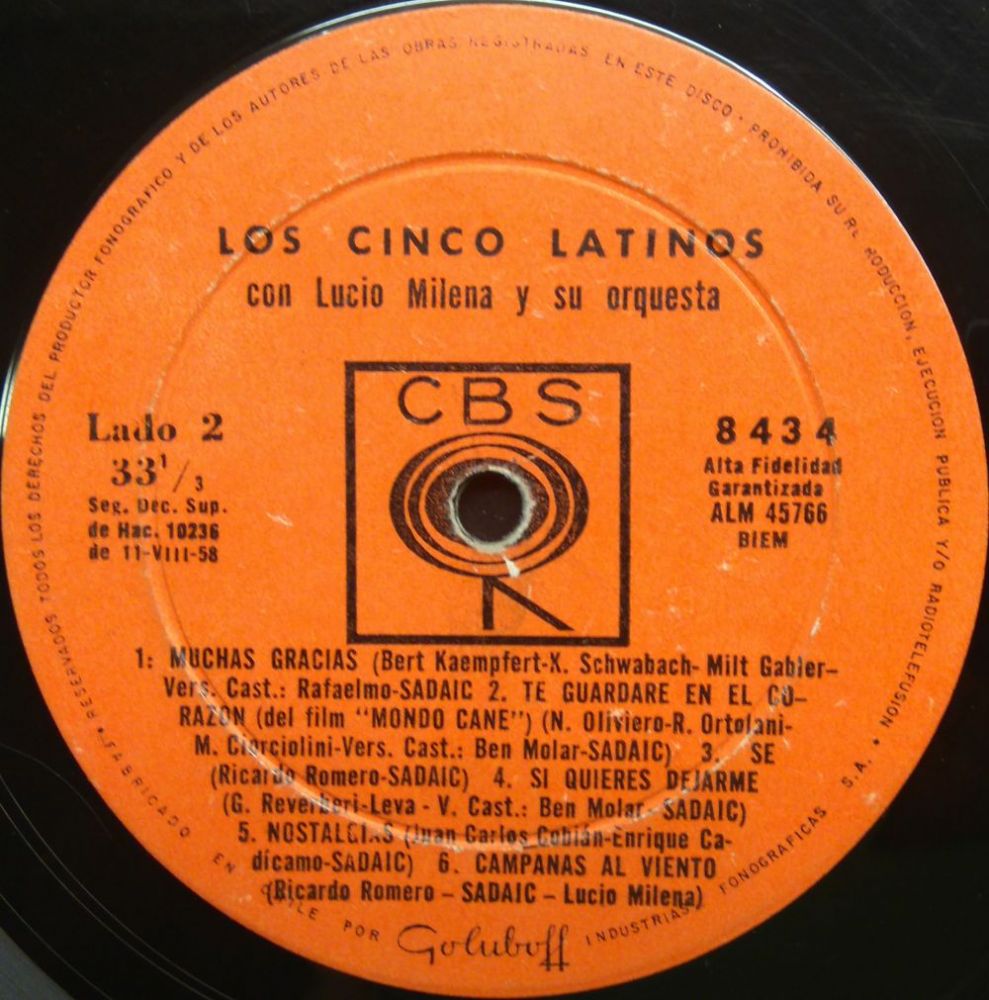 RESERVADOS TODOS LOS DERECHOS DEL PRODUCTOR FONOGRAFICO Y DE LOS AUTORES DE LAS OBRAS REGISTRADAS EN ESTE DISCO • PROHIBIDA SU RE RODUCCION, EJECUCION PUBLICA Y/O RADIOTELEFUSION •
LOS CINCO LATINOS
con Lucio Milena y su orquesta
CBS
Lado 2
33 1/3
Seg. Dec. Sup.
de Hac. 10236
de 11-VIII-58
8434
Alta Fidelidad
Garantizada
ALM 45766
BIEM
1: MUCHAS GRACIAS (Bert Kaempfert-K. Schwabach- Milt Gabler-
Vers. Cast.: Rafaelmo-SADAIC 2. TE GUARDARE EN EL CO-
RAZON (del film "MONDO CANE") (N. Oliviero-R. Ortolani-
M. Ciorciolini-Vers. Cast.: Ben Molar-SADAIC) 3. SE
(Ricardo Romero-SADAIC) 4. SI QUIERES DEJARME
(G. Reverberi-Leva - V. Cast.: Ben Molar - SADAIC)
5. NOSTALGIAS (Juan Carlos Cobián-Enrique Ca-
dícamo-SADAIC) 6. CAMPANAS AL VIENTO
(Ricardo Romero – SADAIC – Lucio Milena)
FABRICADO EN CHILE POR Goluboff INDUSTRIAS FONOGRAFICAS S.A. •